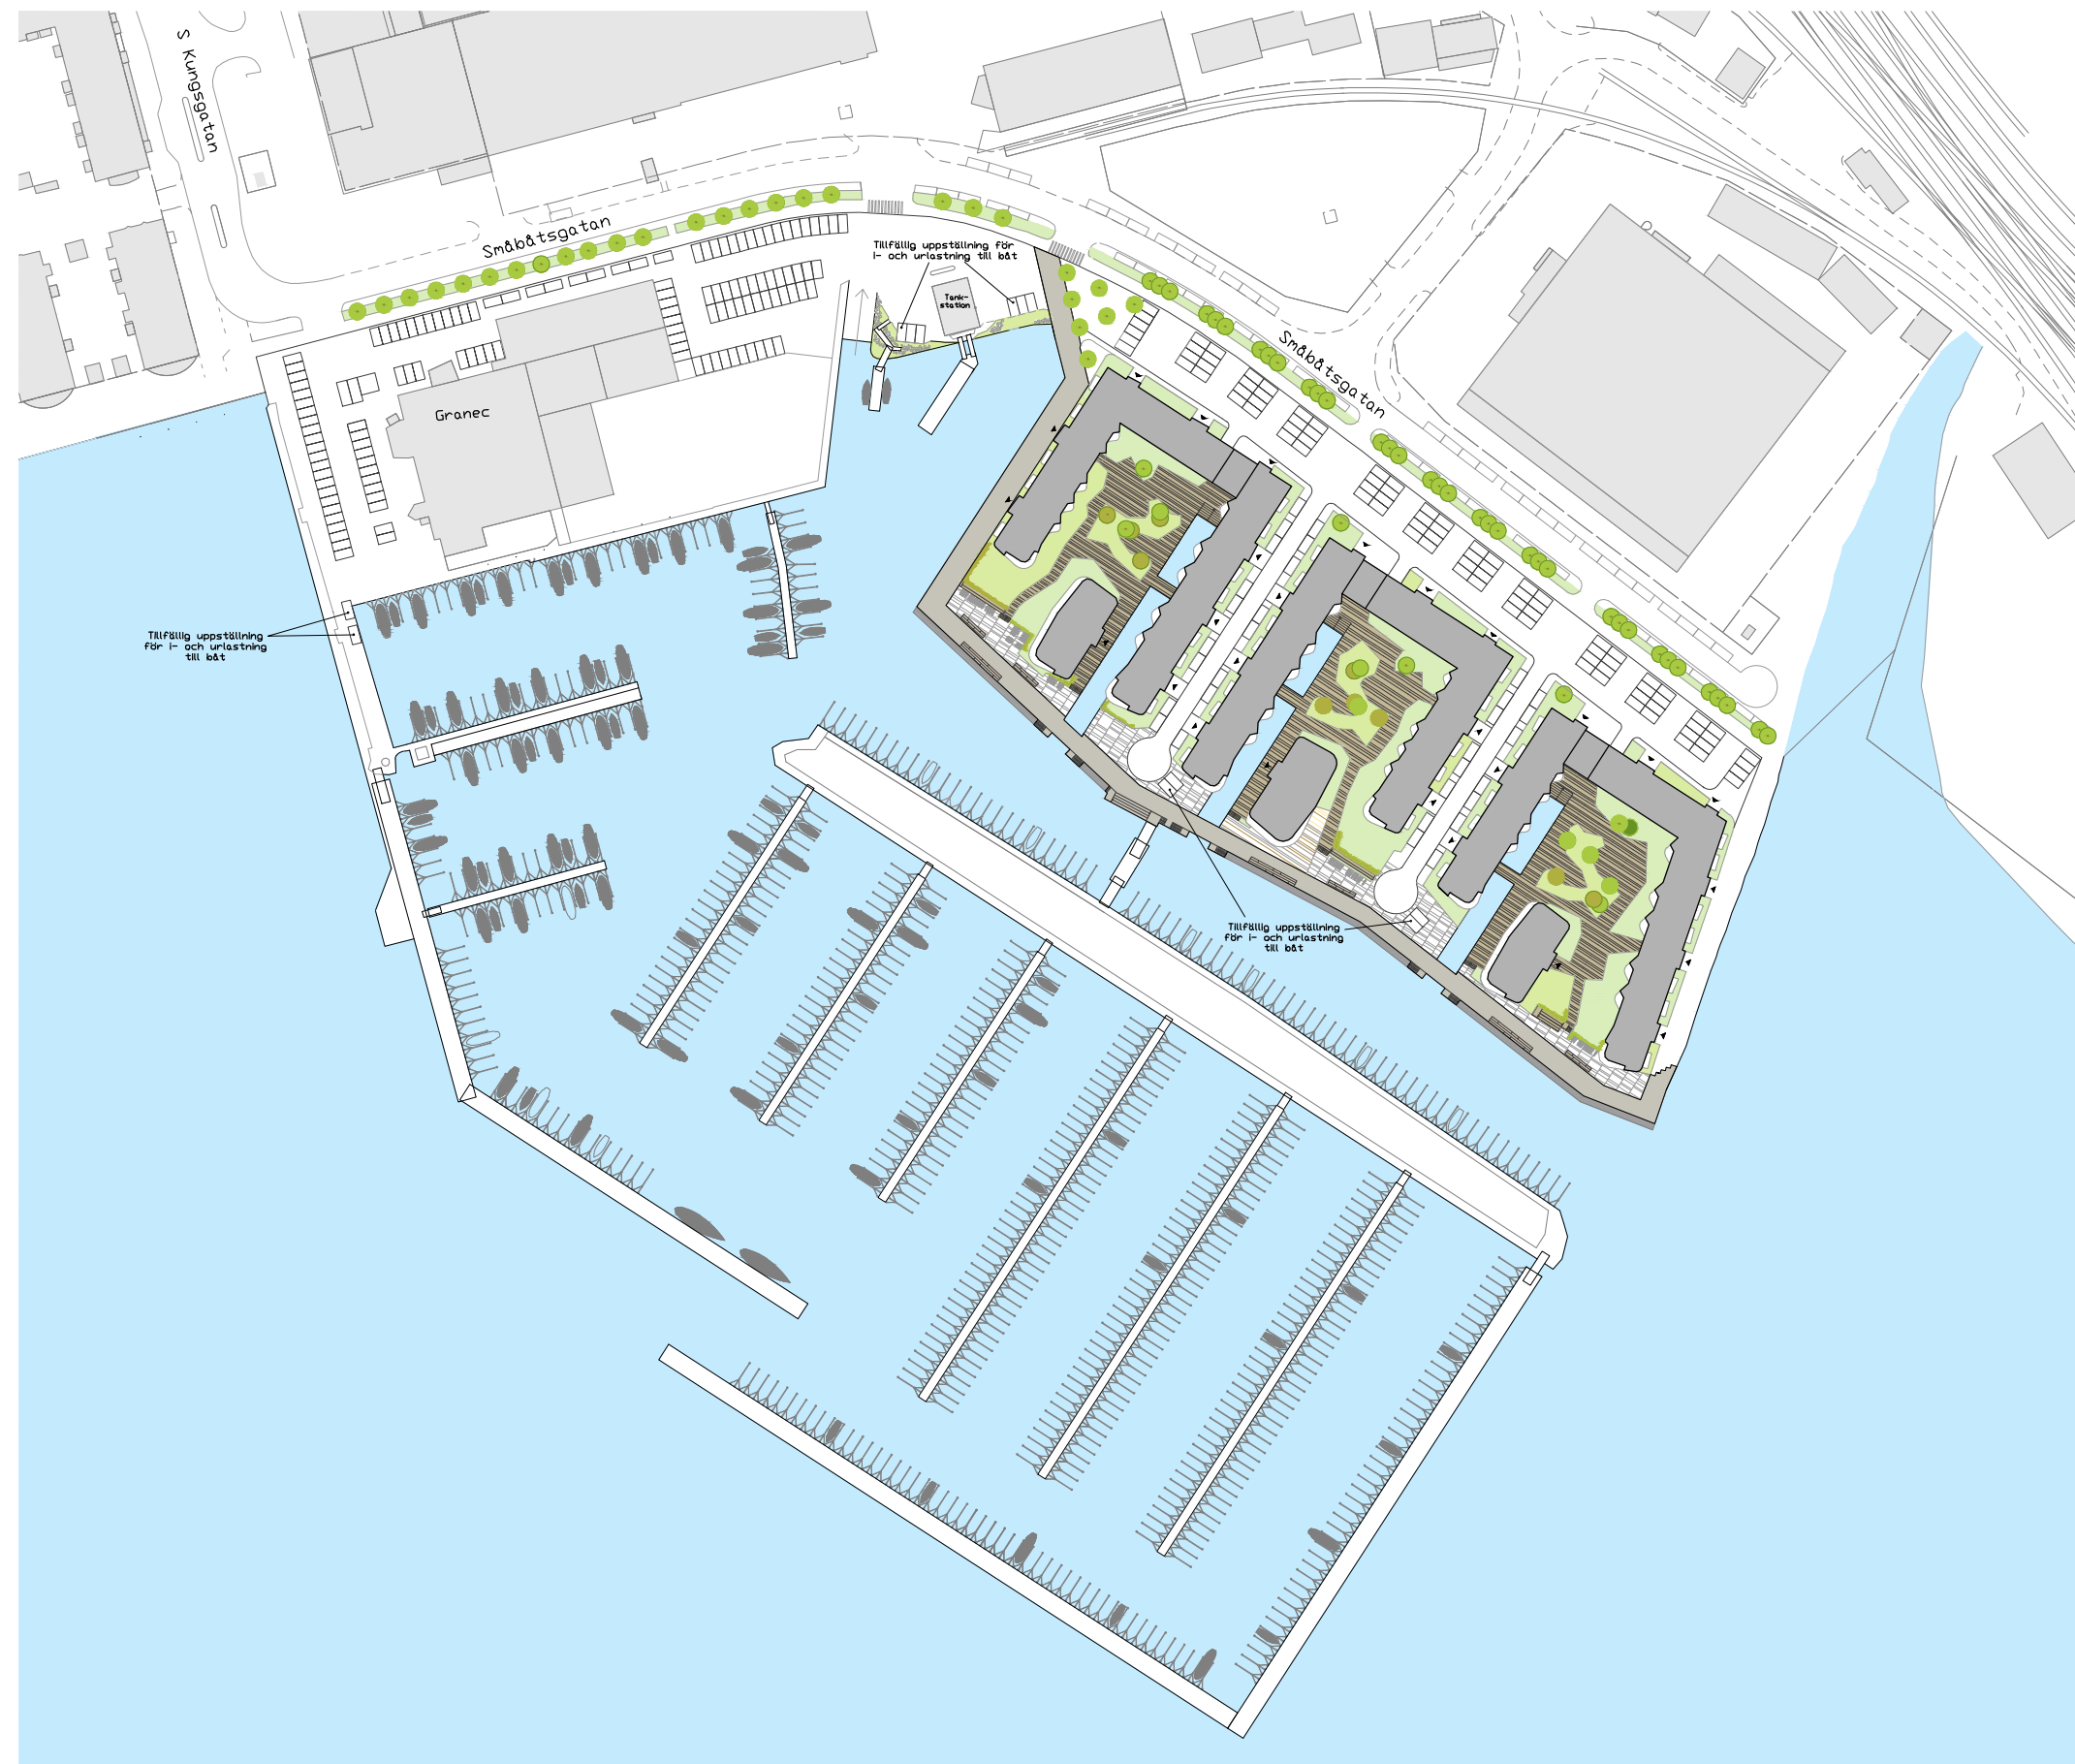 S Kungsgatan
Småbåtsgatan
Tillfällig uppställning för
i- och urlastning till båt
Tank-
station
Småbåtsgatan
Granec
Tillfällig uppställning
för i- och urlastning
till båt
Tillfällig uppställning
för i- och urlastning
till båt